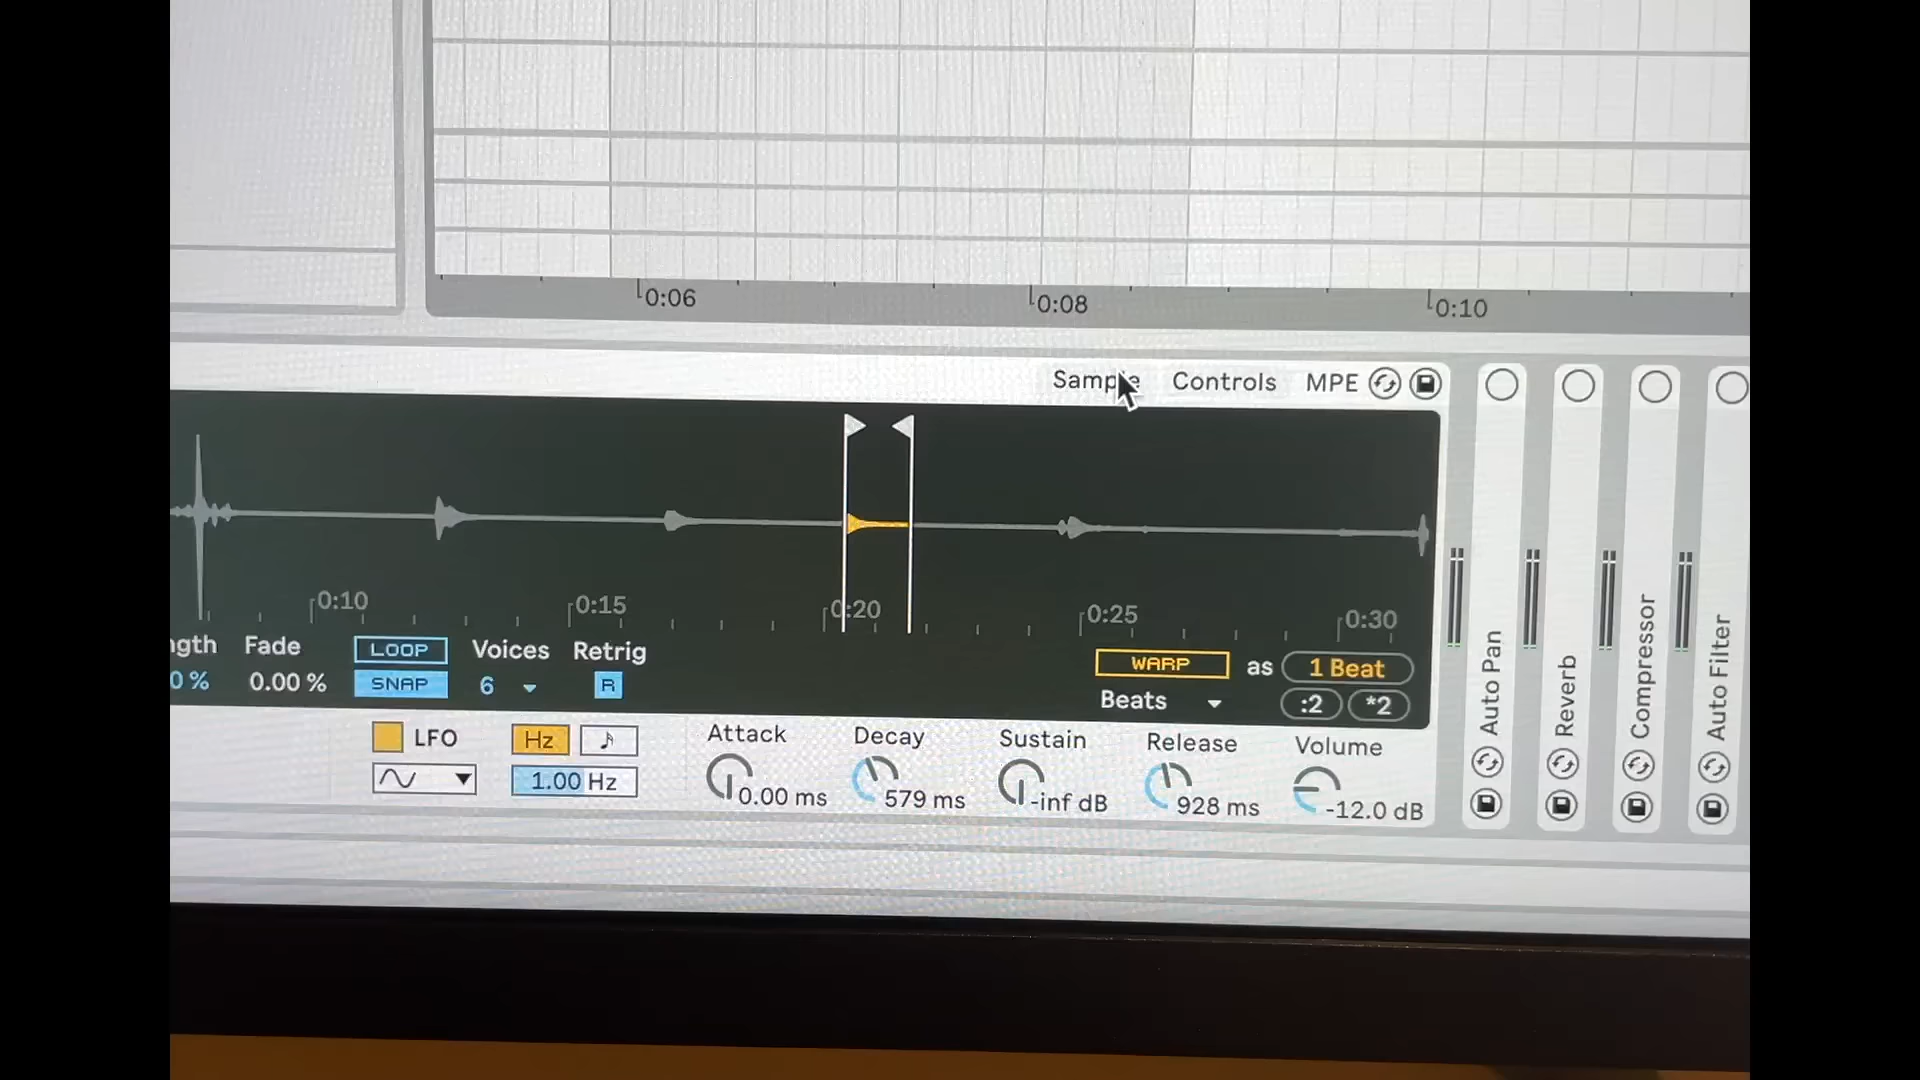 0:06 0:08 0:10
Sample Controls MPE
0:10 0:15 0:20 0:25 0:30
ngth Fade LOOP Voices Retrig WARP as 1 Beat
0 % 0.00 % SNAP 6 R Beats :2 *2
LFO Hz Attack Decay Sustain Release Volume
1.00 Hz 0.00 ms 579 ms -inf dB 928 ms -12.0 dB
Auto Pan
Reverb
Compressor
Auto Filter